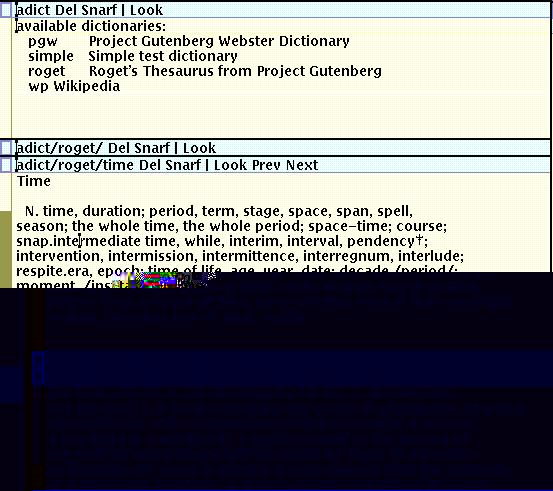 adict Del Snarf | Look
available dictionaries:
pgw Project Gutenberg Webster Dictionary
simple Simple test dictionary
roget Roget's Thesaurus from Project Gutenberg
wp Wikipedia
adict/roget/ Del Snarf | Look
adict/roget/time Del Snarf | Look Prev Next
Time
N. time, duration; period, term, stage, space, span, spell,
season; the whole time, the whole period; space-time; course;
snap.intermediate time, while, interim, interval, pendency†;
intervention, intermission, intermittence, interregnum, interlude;
respite.era, epoch; time of life, age, year, date; decade /period/;
moment,